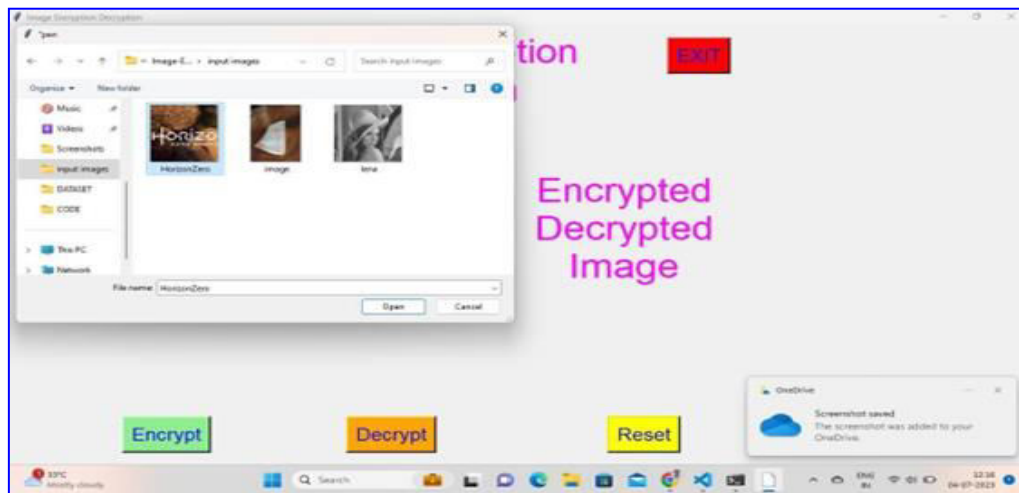 Image Encryption Decryption
Open
Image-E... > input images
Search input images
Organize
New folder
Music
Videos
Screenshots
input images
DATASET
CODE
This PC
Network
HORIZO
HorizonZero
image
lena
File name: HorizonZero
Open
Cancel
tion
EXIT
Encrypted
Decrypted
Image
Encrypt
Decrypt
Reset
OneDrive
Screenshot saved
The screenshot was added to your
OneDrive.
33°C
Mostly cloudy
Search
ENG
IN
12:16
04-07-2023